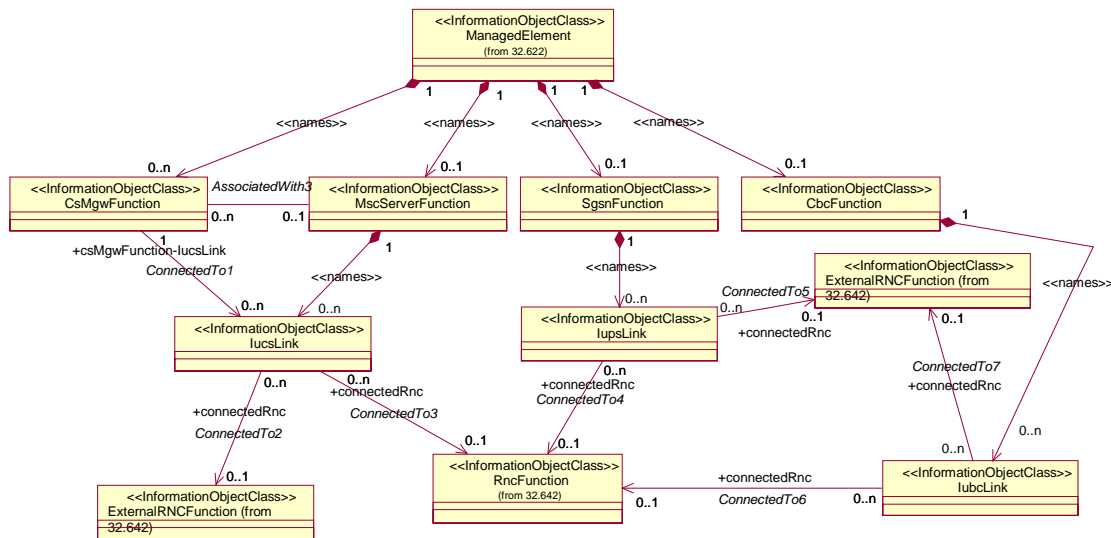 <<InformationObjectClass>>
ManagedElement
(from 32.622)
1
1
1
1
<<names>>
<<names>>
<<names>>
<<names>>
0..n
0..1
0..1
0..1
<<InformationObjectClass>>
CsMgwFunction
AssociatedWith3
0..n
0..1
<<InformationObjectClass>>
MscServerFunction
<<InformationObjectClass>>
SgsnFunction
<<InformationObjectClass>>
CbcFunction
1
1
1
1
+csMgwFunction-IucsLink
ConnectedTo1
<<names>>
<<names>>
<<names>>
<<InformationObjectClass>>
ExternalRNCFunction (from
32.642)
0..n
0..n
0..n
ConnectedTo5
0..n
0..1
+connectedRnc
0..1
<<InformationObjectClass>>
IucsLink
<<InformationObjectClass>>
IupsLink
0..n
0..n
0..n
+connectedRnc
ConnectedTo2
+connectedRnc
ConnectedTo3
+connectedRnc
ConnectedTo4
ConnectedTo7
+connectedRnc
0..n
0..n
0..1
0..1
0..1
<<InformationObjectClass>>
RncFunction
(from 32.642)
+connectedRnc
0..1
ConnectedTo6
0..n
<<InformationObjectClass>>
IubcLink
<<InformationObjectClass>>
ExternalRNCFunction (from
32.642)